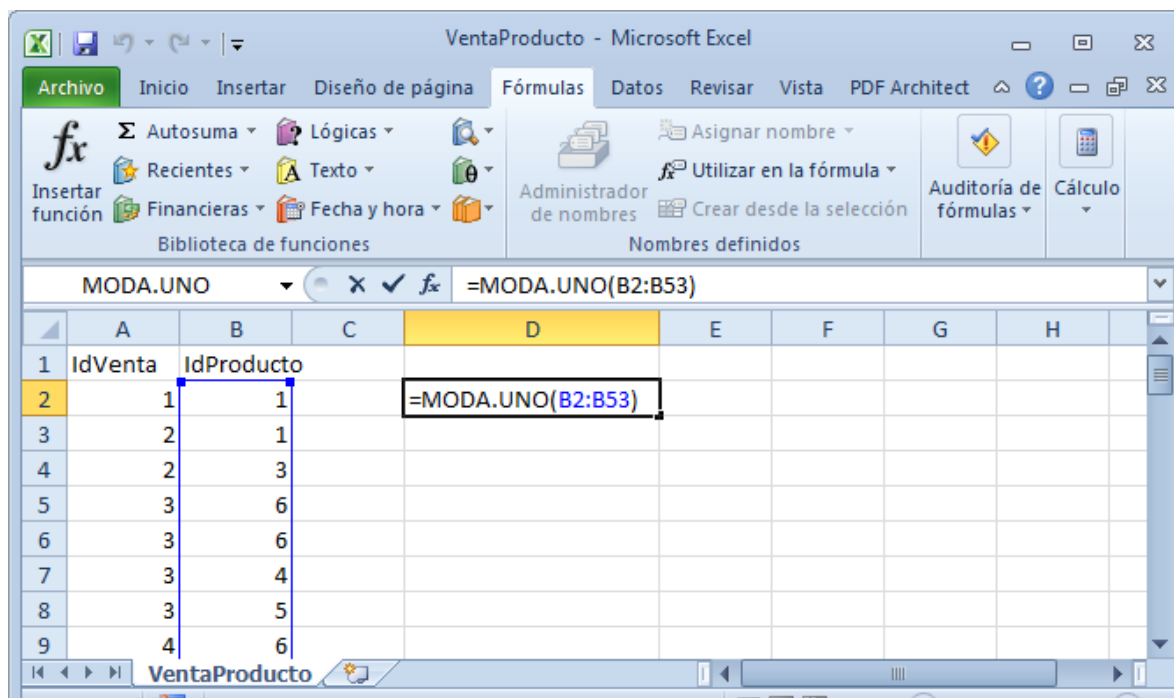 VentaProducto - Microsoft Excel
Archivo Inicio Insertar Diseño de página Fórmulas Datos Revisar Vista PDF Architect
fx Σ Autosuma Lógicas Asignar nombre
Recientes A Texto θ Utilizar en la fórmula
Insertar función Financieras Fecha y hora Administrador de nombres Crear desde la selección Auditoría de fórmulas Cálculo
Biblioteca de funciones Nombres definidos
MODA.UNO fx =MODA.UNO(B2:B53)
A B C D E F G H
1 IdVenta IdProducto
2 1 1 =MODA.UNO(B2:B53)
3 2 1
4 2 3
5 3 6
6 3 6
7 3 4
8 3 5
9 4 6
VentaProducto